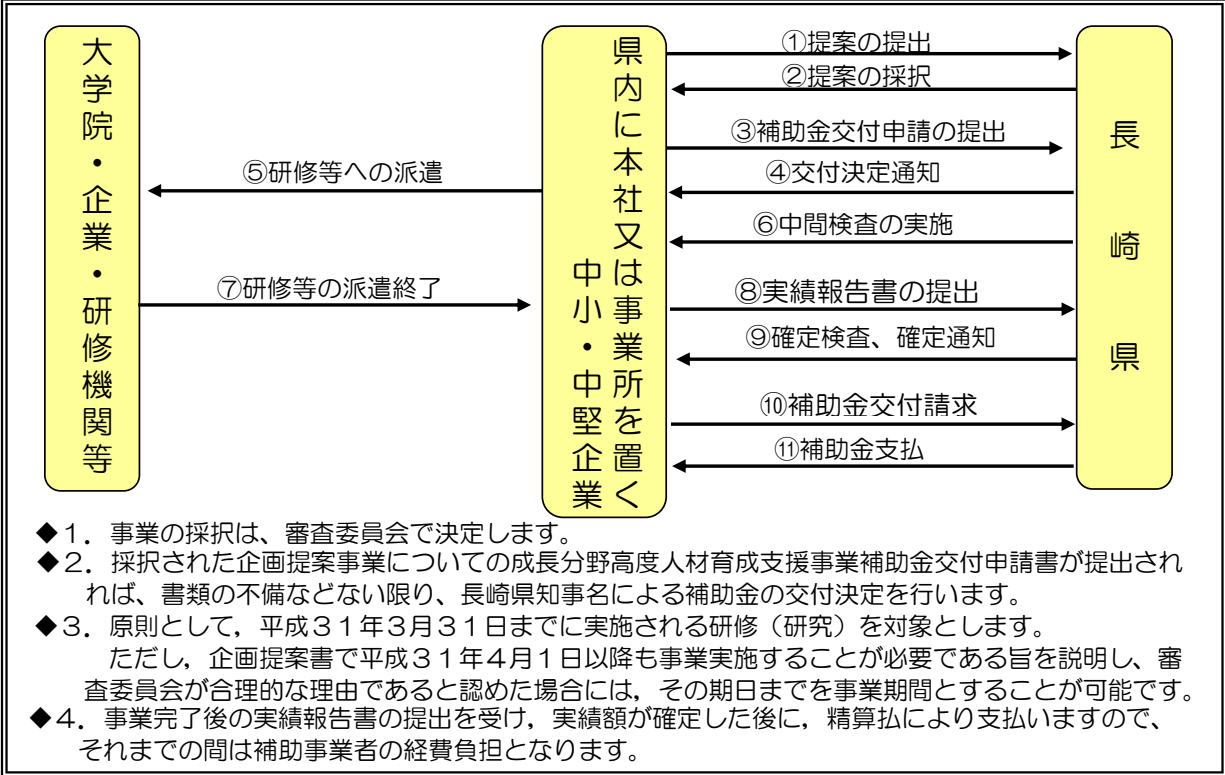 大学院・企業・研修機関等
県内に本社又は事業所を置く
中小・中堅企業
長崎県
①提案の提出
②提案の採択
③補助金交付申請の提出
④交付決定通知
⑤研修等への派遣
⑥中間検査の実施
⑦研修等の派遣終了
⑧実績報告書の提出
⑨確定検査、確定通知
⑩補助金交付請求
⑪補助金支払
◆１．事業の採択は、審査委員会で決定します。
◆２．採択された企画提案事業についての成長分野高度人材育成支援事業補助金交付申請書が提出され
れば、書類の不備などない限り、長崎県知事名による補助金の交付決定を行います。
◆３．原則として，平成３１年３月３１日までに実施される研修（研究）を対象とします。
ただし，企画提案書で平成３１年４月１日以降も事業実施することが必要である旨を説明し、審
査委員会が合理的な理由であると認めた場合には，その期日までを事業期間とすることが可能です。
◆４．事業完了後の実績報告書の提出を受け，実績額が確定した後に，精算払により支払いますので、
それまでの間は補助事業者の経費負担となります。